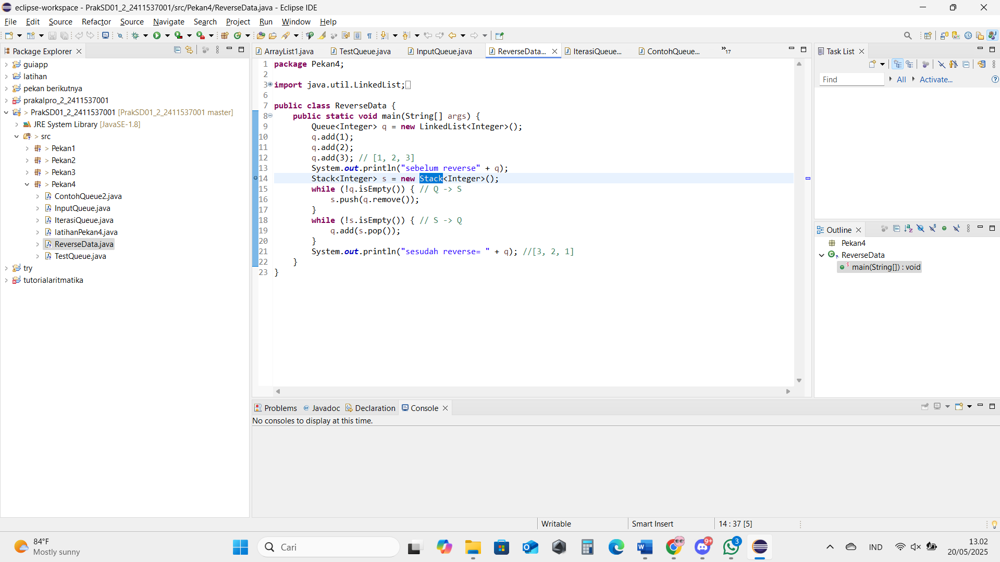 eclipse-workspace - PrakSD01_2_2411537001/src/Pekan4/ReverseData.java - Eclipse IDE
File Edit Source Refactor Source Navigate Search Project Run Window Help
Package Explorer
guiapp
latihan
pekan berikutnya
prakalpro_2_2411537001
> PrakSD01_2_2411537001 [PrakSD01_2_2411537001 master]
JRE System Library [JavaSE-1.8]
> src
> Pekan1
> Pekan2
> Pekan3
> Pekan4
ContohQueue2.java
InputQueue.java
IterasiQueue.java
latihanPekan4.java
ReverseData.java
TestQueue.java
try
tutorialaritmatika
ArrayList1.java TestQueue.java InputQueue.java ReverseData... IterasiQueue... ContohQueue... »17
1 package Pekan4;
2
3 import java.util.LinkedList;
6
7 public class ReverseData {
8 public static void main(String[] args) {
9 Queue<Integer> q = new LinkedList<Integer>();
10 q.add(1);
11 q.add(2);
12 q.add(3); // [1, 2, 3]
13 System.out.println("sebelum reverse" + q);
14 Stack<Integer> s = new Stack<Integer>();
15 while (!q.isEmpty()) { // Q -> S
16 s.push(q.remove());
17 }
18 while (!s.isEmpty()) { // S -> Q
19 q.add(s.pop());
20 }
21 System.out.println("sesudah reverse= " + q); //[3, 2, 1]
22 }
23 }
Task List
Find All Activate...
Outline
Pekan4
ReverseData
main(String[]) : void
Problems Javadoc Declaration Console
No consoles to display at this time.
Writable Smart Insert 14 : 37 [5]
84°F
Mostly sunny
Cari
9+
3
IND
13.02
20/05/2025